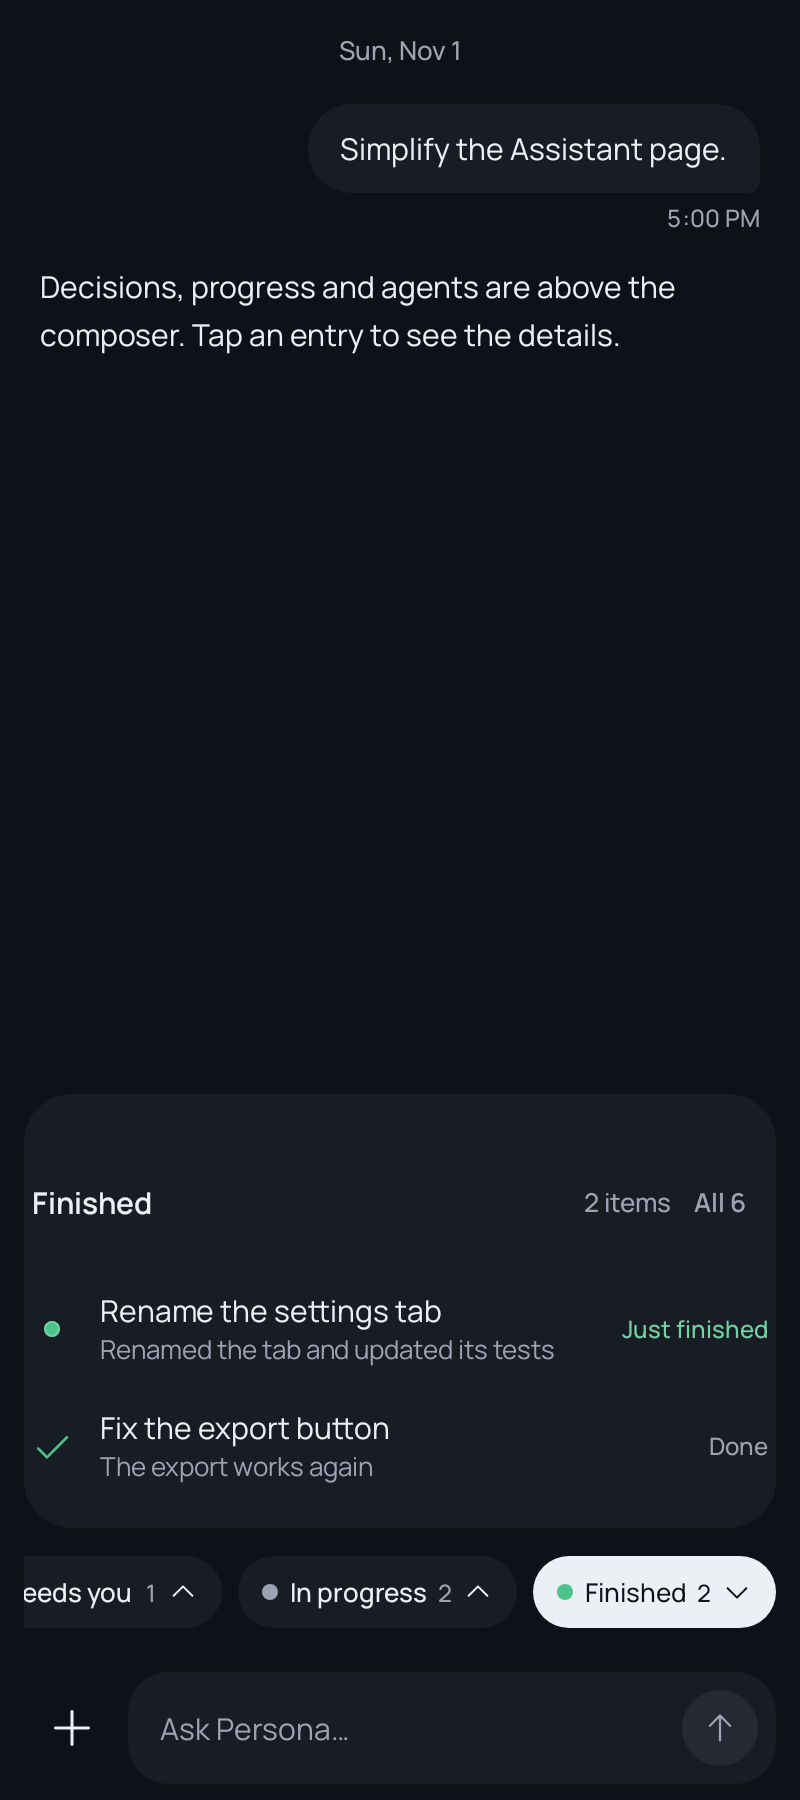 Sun, Nov 1
Simplify the Assistant page.
5:00 PM
Decisions, progress and agents are above the
composer. Tap an entry to see the details.
Finished 2 items All 6
Rename the settings tab
Renamed the tab and updated its tests
Just finished
Fix the export button
The export works again
Done
eeds you 1 In progress 2 Finished 2
Ask Persona...